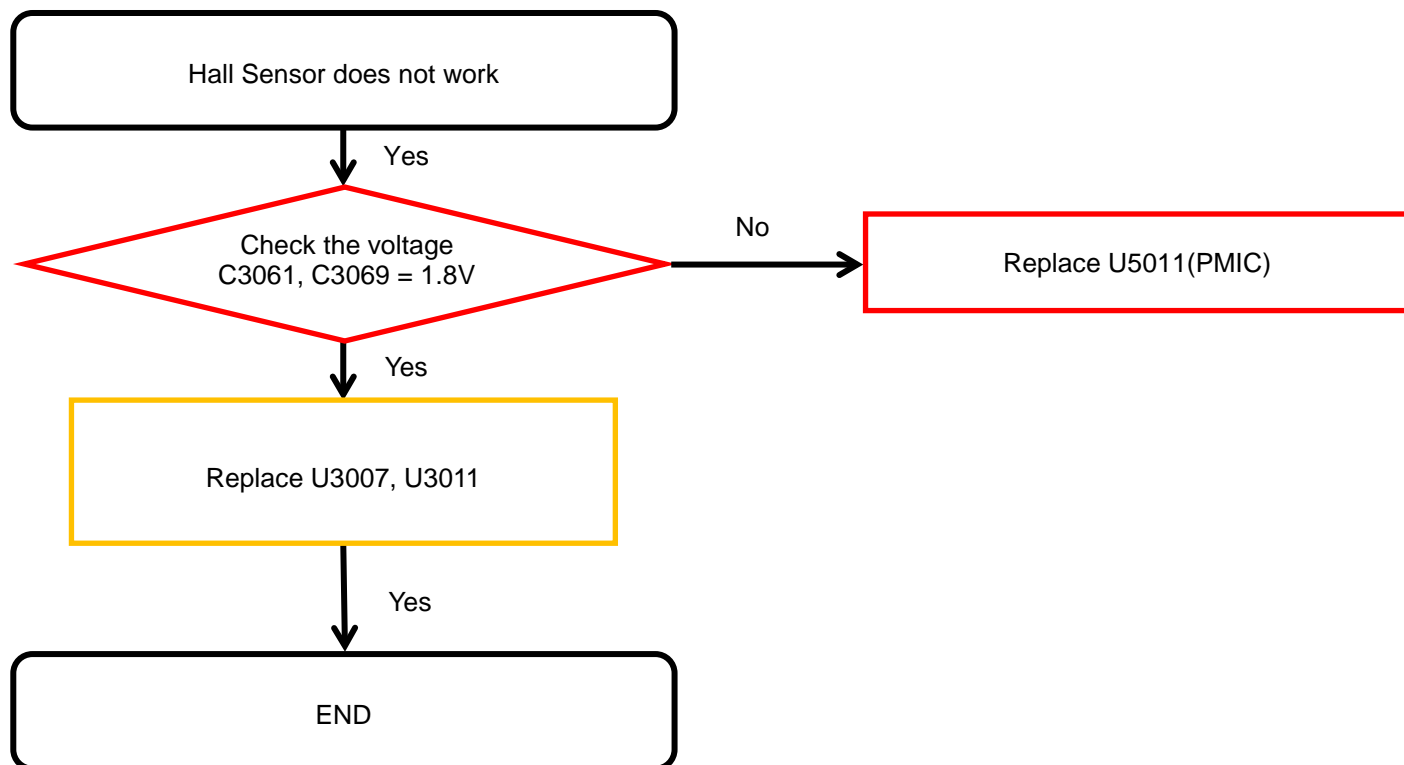 Hall Sensor does not work
Yes
Check the voltage
C3061, C3069 = 1.8V
No
Replace U5011(PMIC)
Yes
Replace U3007, U3011
Yes
END